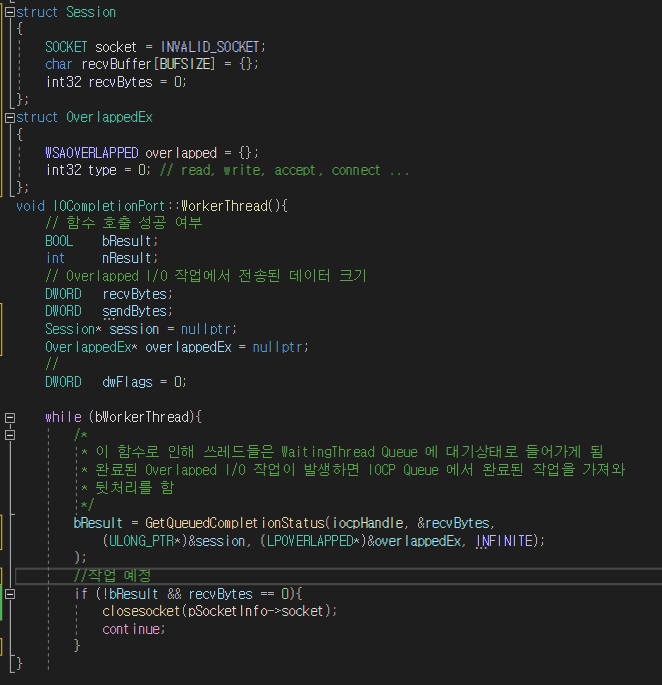 struct Session
{
    SOCKET socket = INVALID_SOCKET;
    char recvBuffer[BUFSIZE] = {};
    int32 recvBytes = 0;
};
struct OverlappedEx
{
    WSAOVERLAPPED overlapped = {};
    int32 type = 0; // read, write, accept, connect ...
};
void IOCompletionPort::WorkerThread(){
    // 함수 호출 성공 여부
    BOOL    bResult;
    int     nResult;
    // Overlapped I/O 작업에서 전송된 데이터 크기
    DWORD   recvBytes;
    DWORD   sendBytes;
    Session* session = nullptr;
    OverlappedEx* overlappedEx = nullptr;
    //
    DWORD   dwFlags = 0;

    while (bWorkerThread){
        /*
         * 이 함수로 인해 쓰레드들은 WaitingThread Queue 에 대기상태로 들어가게 됨
         * 완료된 Overlapped I/O 작업이 발생하면 IOCP Queue 에서 완료된 작업을 가져와
         * 뒷처리를 함
         */
        bResult = GetQueuedCompletionStatus(iocpHandle, &recvBytes,
            (ULONG_PTR*)&session, (LPOVERLAPPED*)&overlappedEx, INFINITE);
        );
        //작업 예정
        if (!bResult && recvBytes == 0){
            closesocket(pSocketInfo->socket);
            continue;
        }
}